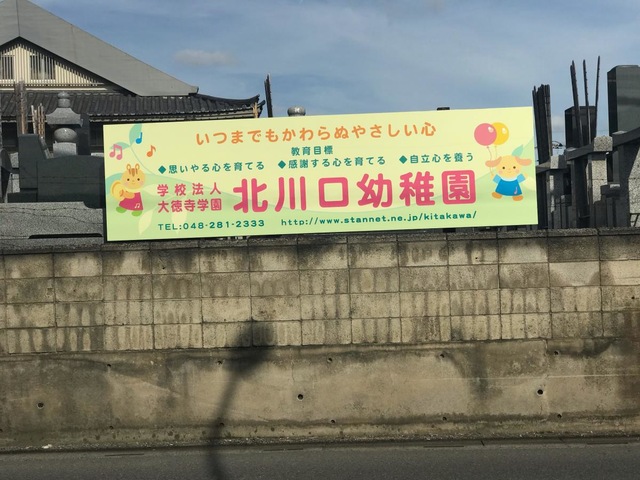 いつまでもかわらぬやさしい心
教育目標
◆思いやる心を育てる ◆感謝する心を育てる ◆自立心を養う
学校法人
大徳寺学園
北川口幼稚園
TEL:048-281-2333 http://www.stannet.ne.jp/kitakawa/